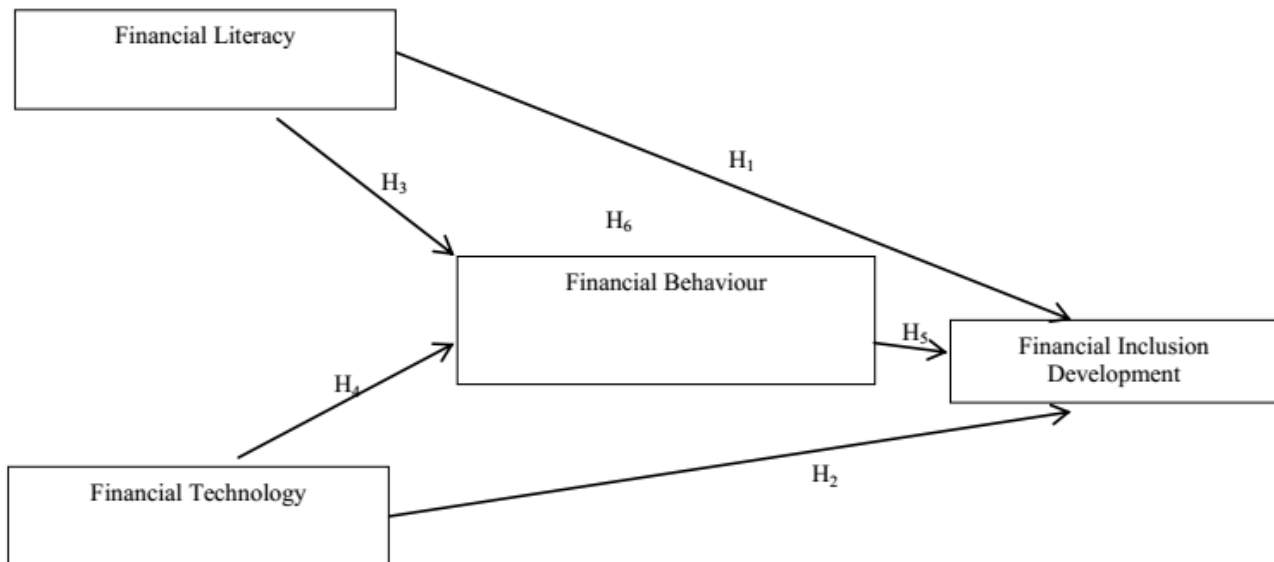 Financial Literacy
H₁
H₃
H₆
Financial Behaviour
H₅
Financial Inclusion
Development
H₄
H₂
Financial Technology